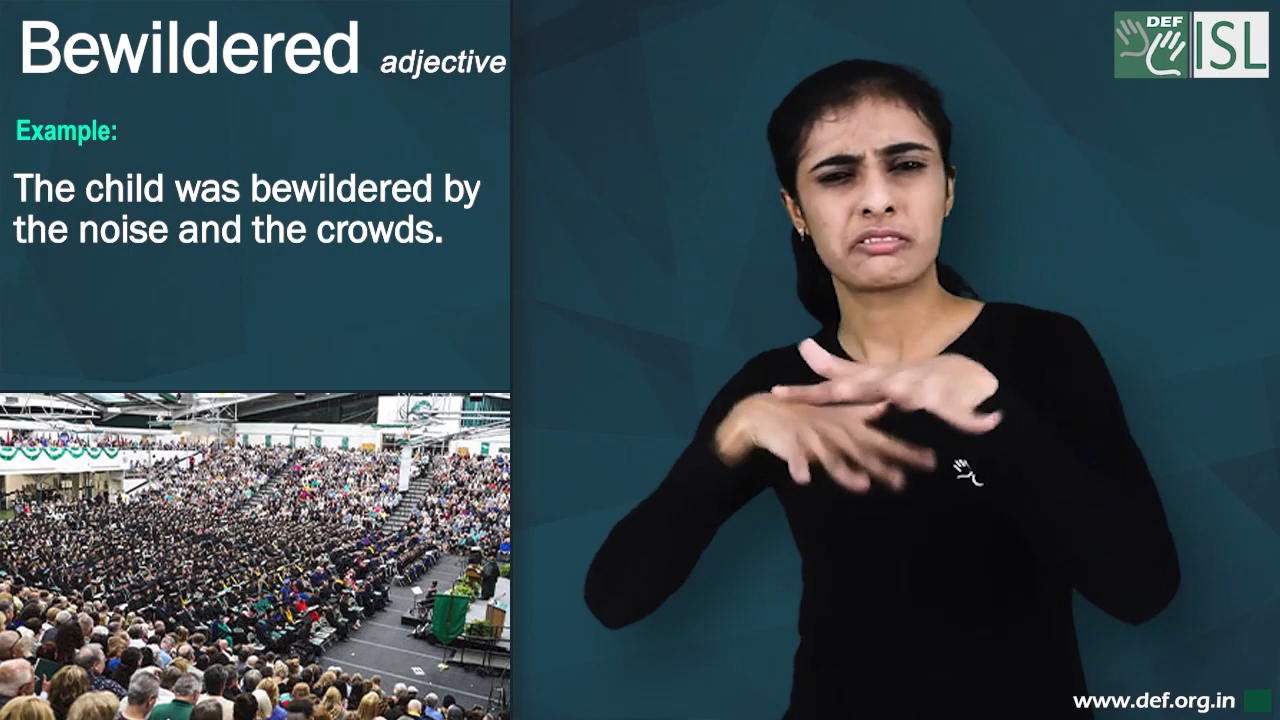 Bewildered adjective
Example:
The child was bewildered by
the noise and the crowds.
DEF
ISL
www.def.org.in